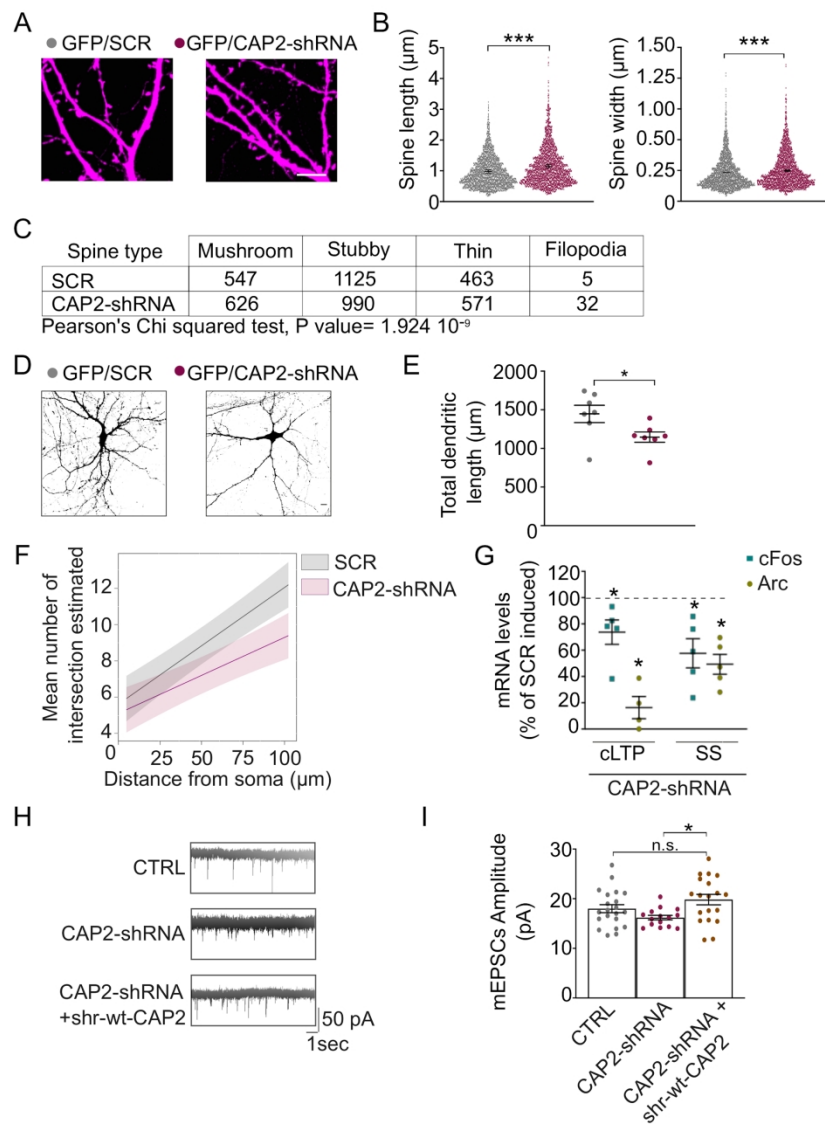 A
GFP/SCR GFP/CAP2-shRNA
B
Spine length (µm)
5
4
3
2
1
0
***
Spine width (µm)
1.50
1.25
1.00
0.75
0.50
0.25
0
***
C
Spine type Mushroom Stubby Thin Filopodia
SCR 547 1125 463 5
CAP2-shRNA 626 990 571 32
Pearson's Chi squared test, P value= 1.924 10⁻⁹
D
GFP/SCR GFP/CAP2-shRNA
E
Total dendritic
length (µm)
2000
1500
1000
500
0
*
F
Mean number of
intersection estimated
12
10
8
6
4
0 25 50 75 100
Distance from soma (µm)
SCR
CAP2-shRNA
G
mRNA levels
(% of SCR induced)
120
100
80
60
40
20
0
* * * *
cFos
Arc
cLTP SS
CAP2-shRNA
H
CTRL
CAP2-shRNA
CAP2-shRNA
+shr-wt-CAP2
50 pA
1sec
I
mEPSCs Amplitude
(pA)
30
20
10
0
*
n.s.
CTRL
CAP2-shRNA
CAP2-shRNA +
shr-wt-CAP2